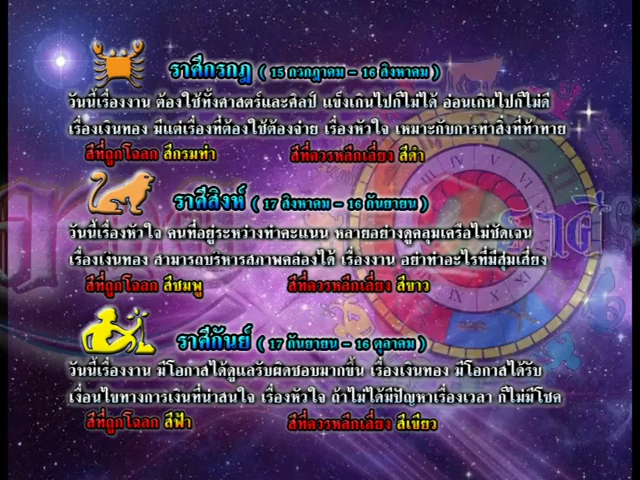 ราศีกรกฎ ( 15 กรกฎาคม - 16 สิงหาคม )
วันนี้เรื่องงาน ต้องใช้ทั้งศาสตร์และศิลป์ แข็งเกินไปก็ไม่ได้ อ่อนเกินไปก็ไม่ดี
เรื่องเงินทอง มีแต่เรื่องที่ต้องใช้ต้องจ่าย เรื่องหัวใจ เหมาะกับการทำสิ่งที่ท้าทาย
สีที่ถูกโฉลก สีกรมท่า สีที่ควรหลีกเลี่ยง สีดำ
ราศีสิงห์ ( 17 สิงหาคม - 16 กันยายน )
วันนี้เรื่องหัวใจ คนที่อยู่ระหว่างทำคะแนน หลายอย่างดูคลุมเครือไม่ชัดเจน
เรื่องเงินทอง สามารถบริหารสภาพคล่องได้ เรื่องงาน อย่าทำอะไรที่มีสุ่มเสี่ยง
สีที่ถูกโฉลก สีชมพู สีที่ควรหลีกเลี่ยง สีขาว
ราศีกันย์ ( 17 กันยายน - 16 ตุลาคม )
วันนี้เรื่องงาน มีโอกาสได้ดูแลรับผิดชอบมากขึ้น เรื่องเงินทอง มีโอกาสได้รับ
เงื่อนไขทางการเงินที่น่าสนใจ เรื่องหัวใจ ถ้าไม่ได้มีปัญหาเรื่องเวลา ก็ไม่มีโชค
สีที่ถูกโฉลก สีฟ้า สีที่ควรหลีกเลี่ยง สีเขียว